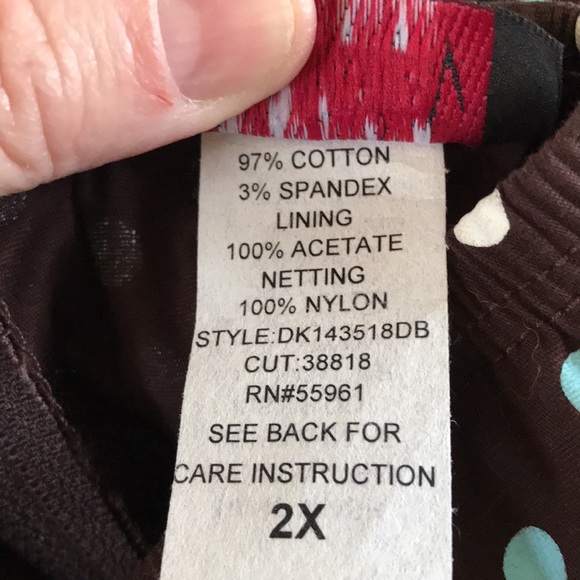 97% COTTON
3% SPANDEX
LINING
100% ACETATE
NETTING
100% NYLON
STYLE:DK143518DB
CUT:38818
RN#55961
SEE BACK FOR
CARE INSTRUCTION
2X